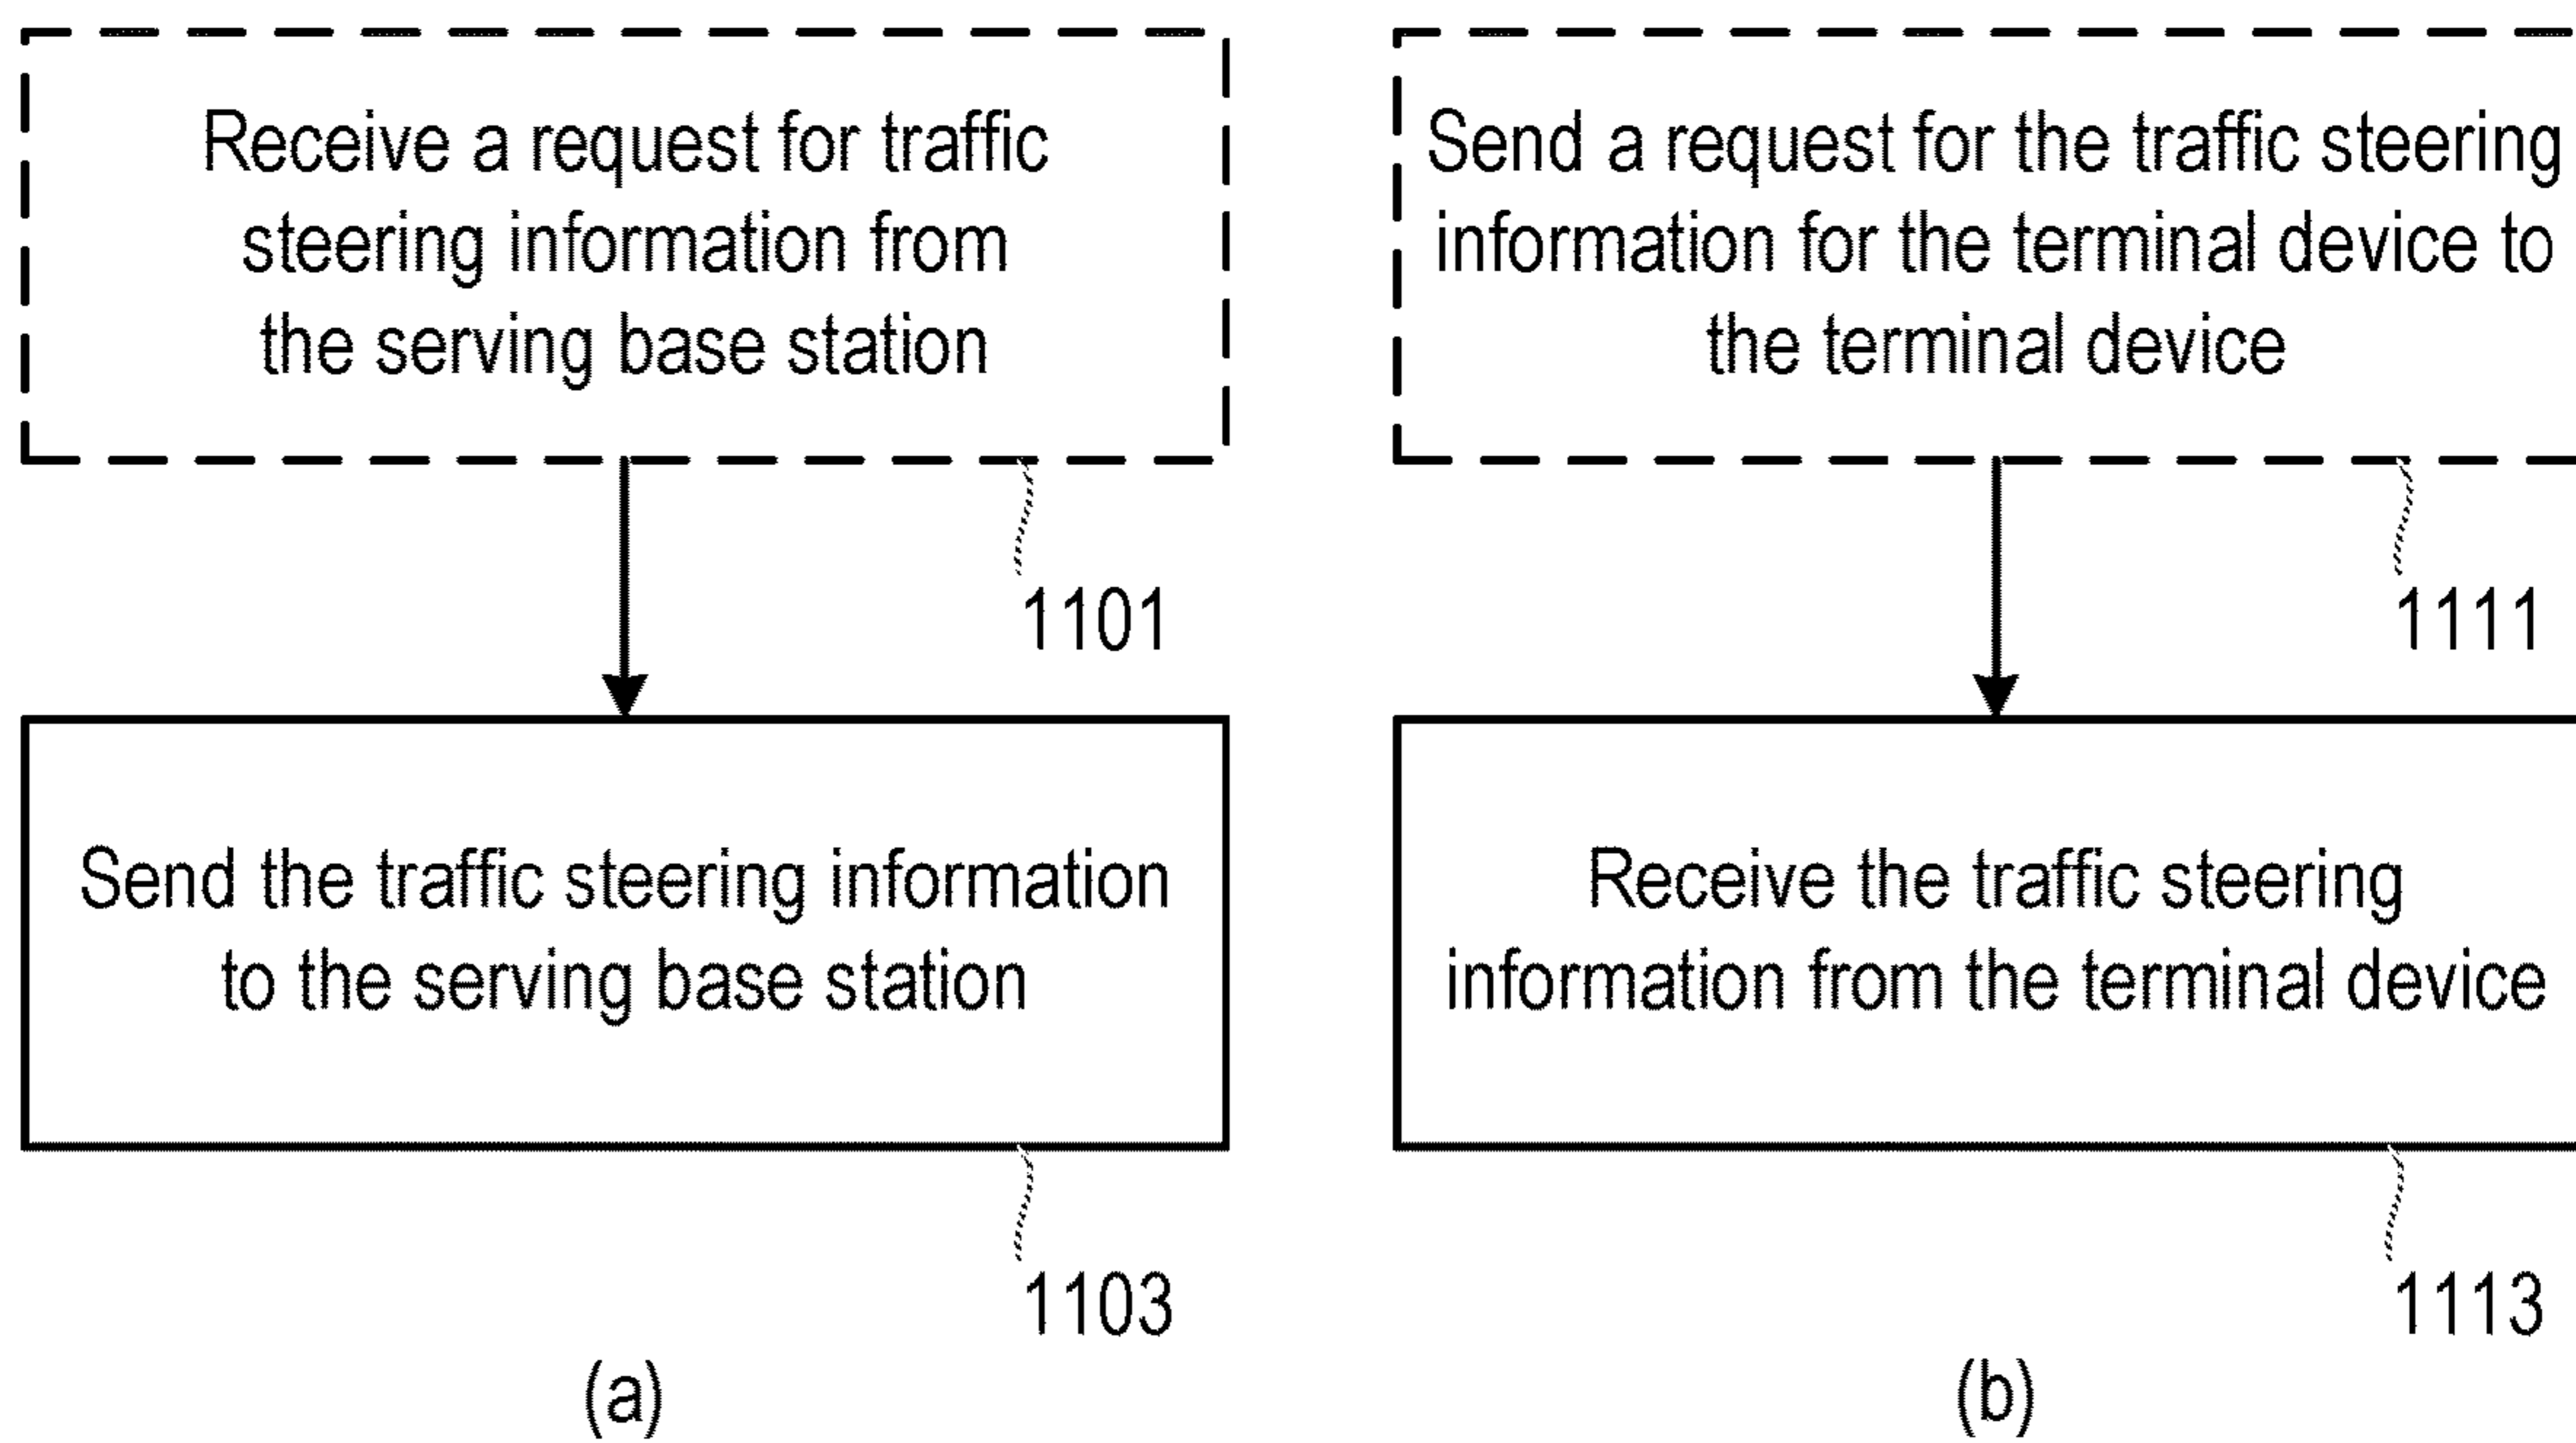 Receive a request for traffic
steering information from
the serving base station
1101
Send the traffic steering information
to the serving base station
1103
(a)
Send a request for the traffic steering
information for the terminal device to
the terminal device
1111
Receive the traffic steering
information from the terminal device
1113
(b)